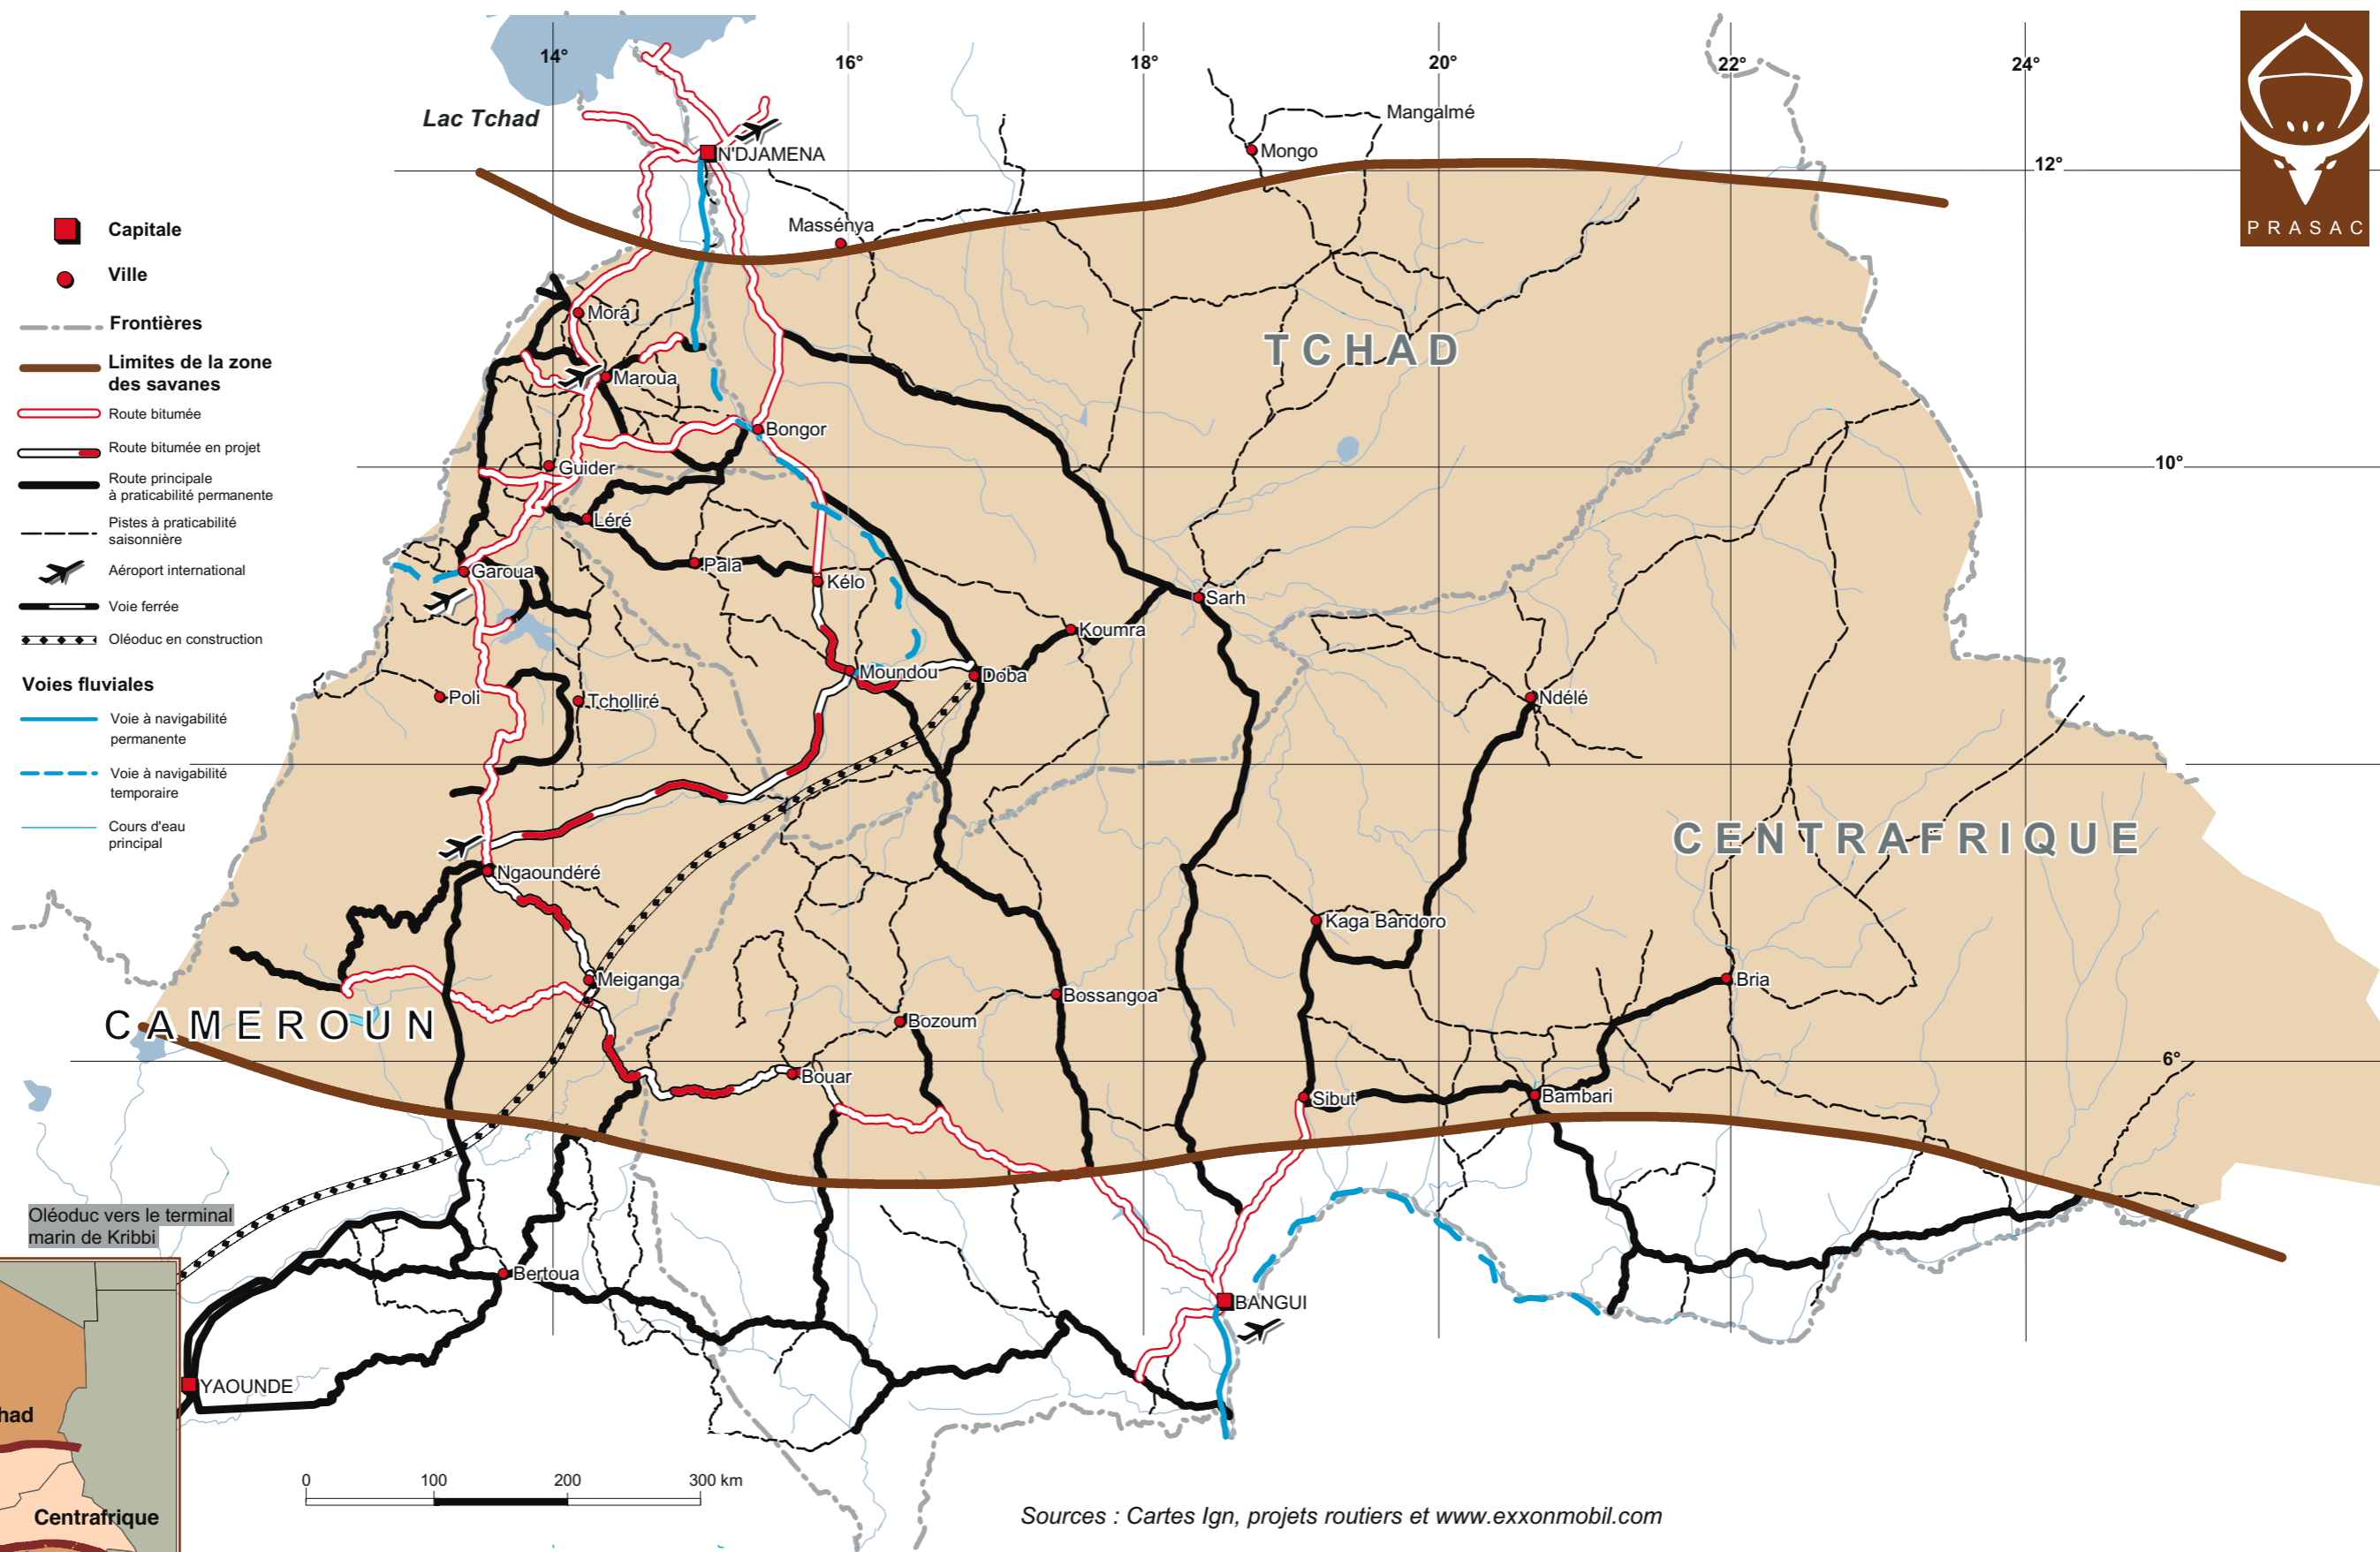 14°
16°
18°
20°
22°
24°
Lac Tchad
Mangalmé
N'DJAMENA
Mongo
12°
PRASAC
Massénya
Capitale
Ville
Frontières
Limites de la zone
des savanes
Route bitumée
Route bitumée en projet
Route principale
à praticabilité permanente
Pistes à praticabilité
saisonnière
Aéroport international
Voie ferrée
Oléoduc en construction
Voies fluviales
Voie à navigabilité
permanente
Voie à navigabilité
temporaire
Cours d'eau
principal
Mora
TCHAD
Maroua
Bongor
Guider
10°
Léré
Pala
Garoua
Kélo
Sarh
Koumra
Moundou
Doba
Poli
Tcholliré
Ndélé
CENTRAFRIQUE
Ngaoundéré
Kaga Bandoro
Meiganga
Bria
Bossangoa
CAMEROUN
Bozoum
6°
Bouar
Sibut
Bambari
Oléoduc vers le terminal
marin de Kribbi
Bertoua
BANGUI
YAOUNDE
had
Centrafrique
0
100
200
300 km
Sources : Cartes Ign, projets routiers et www.exxonmobil.com